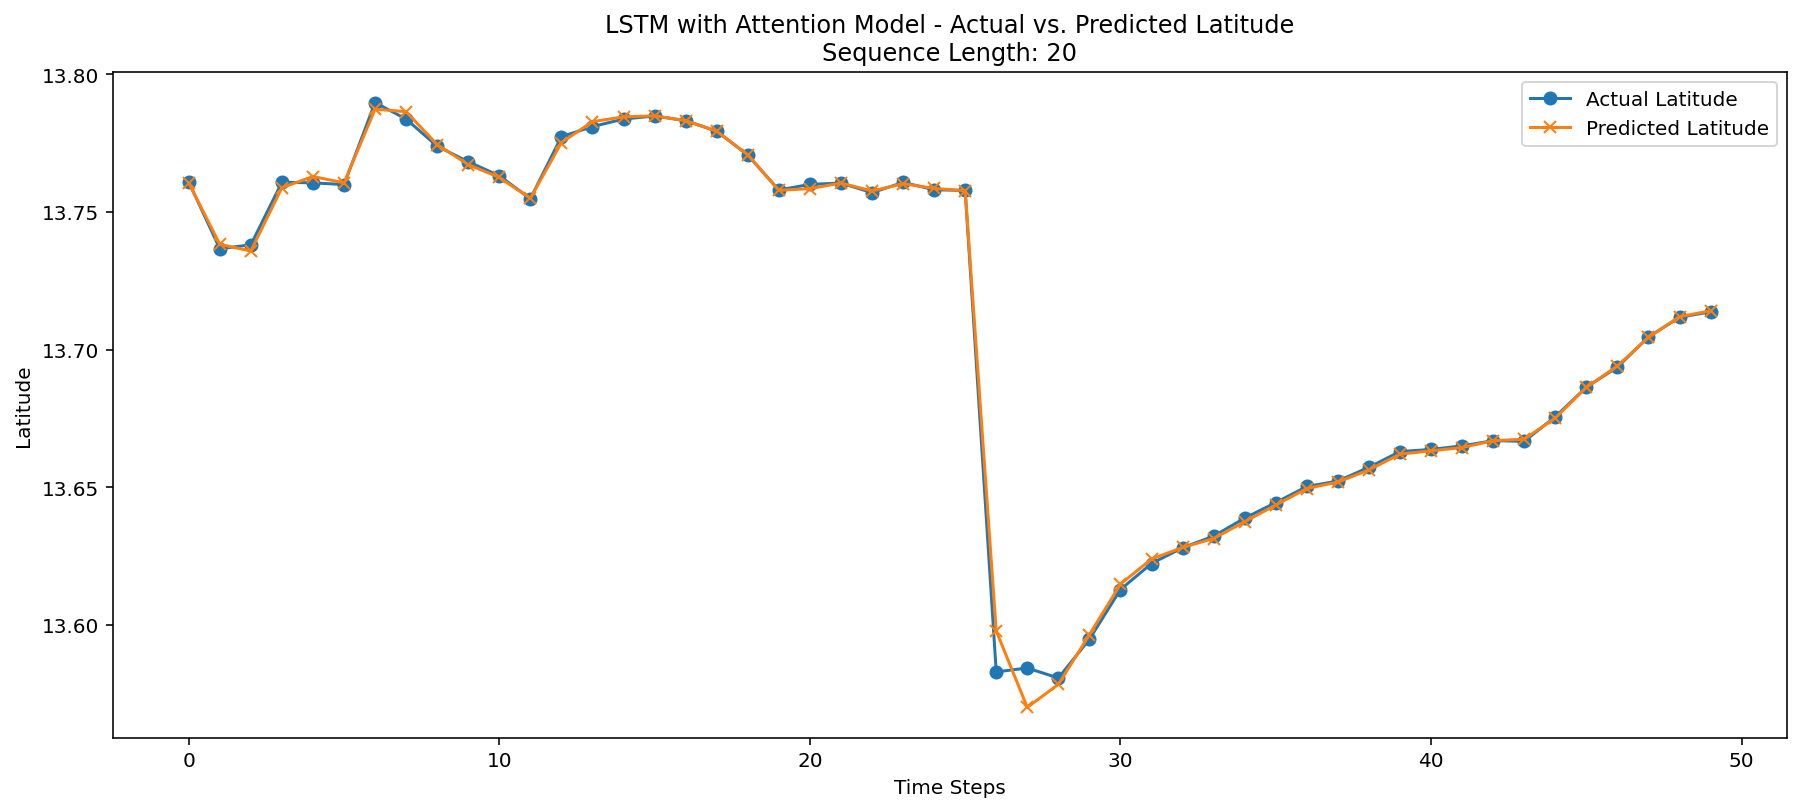 LSTM with Attention Model - Actual vs. Predicted Latitude
Sequence Length: 20
Actual Latitude
Predicted Latitude
13.80
13.75
13.70
13.65
13.60
Latitude
0 10 20 30 40 50
Time Steps